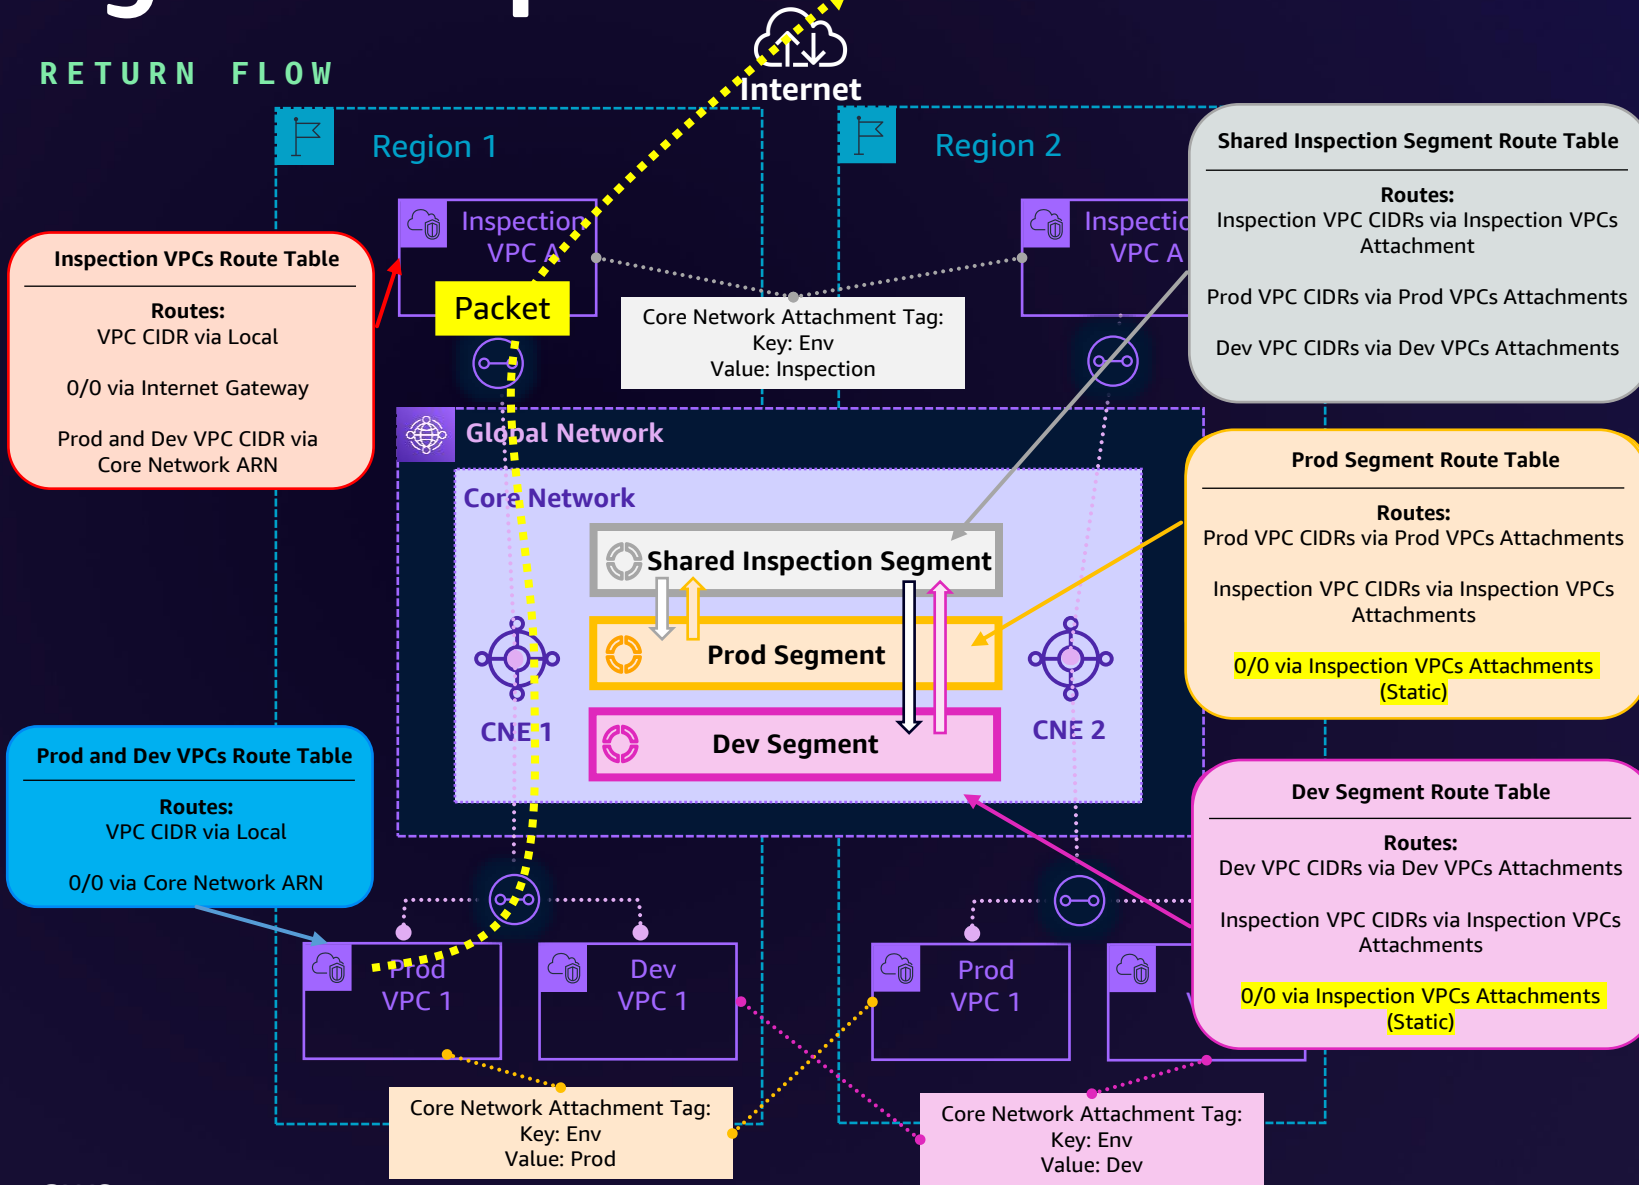 RETURN FLOW
Internet
Region 1
Region 2
Inspection
VPC A
VPC A
Packet
Core Network Attachment Tag:
Key: Env
Value: Inspection
Inspection VPCs Route Table
Routes:
VPC CIDR via Local
0/0 via Internet Gateway
Prod and Dev VPC CIDR via
Core Network ARN
Shared Inspection Segment Route Table
Routes:
Inspection VPC CIDRs via Inspection VPCs
Attachment
Prod VPC CIDRs via Prod VPCs Attachments
Dev VPC CIDRs via Dev VPCs Attachments
Global Network
Core Network
Shared Inspection Segment
Prod Segment
Dev Segment
CNE 1
CNE 2
Prod Segment Route Table
Routes:
Prod VPC CIDRs via Prod VPCs Attachments
Inspection VPC CIDRs via Inspection VPCs
Attachments
0/0 via Inspection VPCs Attachments
(Static)
Prod and Dev VPCs Route Table
Routes:
VPC CIDR via Local
0/0 via Core Network ARN
Dev Segment Route Table
Routes:
Dev VPC CIDRs via Dev VPCs Attachments
Inspection VPC CIDRs via Inspection VPCs
Attachments
0/0 via Inspection VPCs Attachments
(Static)
Prod
VPC 1
Dev
VPC 1
Prod
VPC 1
Core Network Attachment Tag:
Key: Env
Value: Prod
Core Network Attachment Tag:
Key: Env
Value: Dev